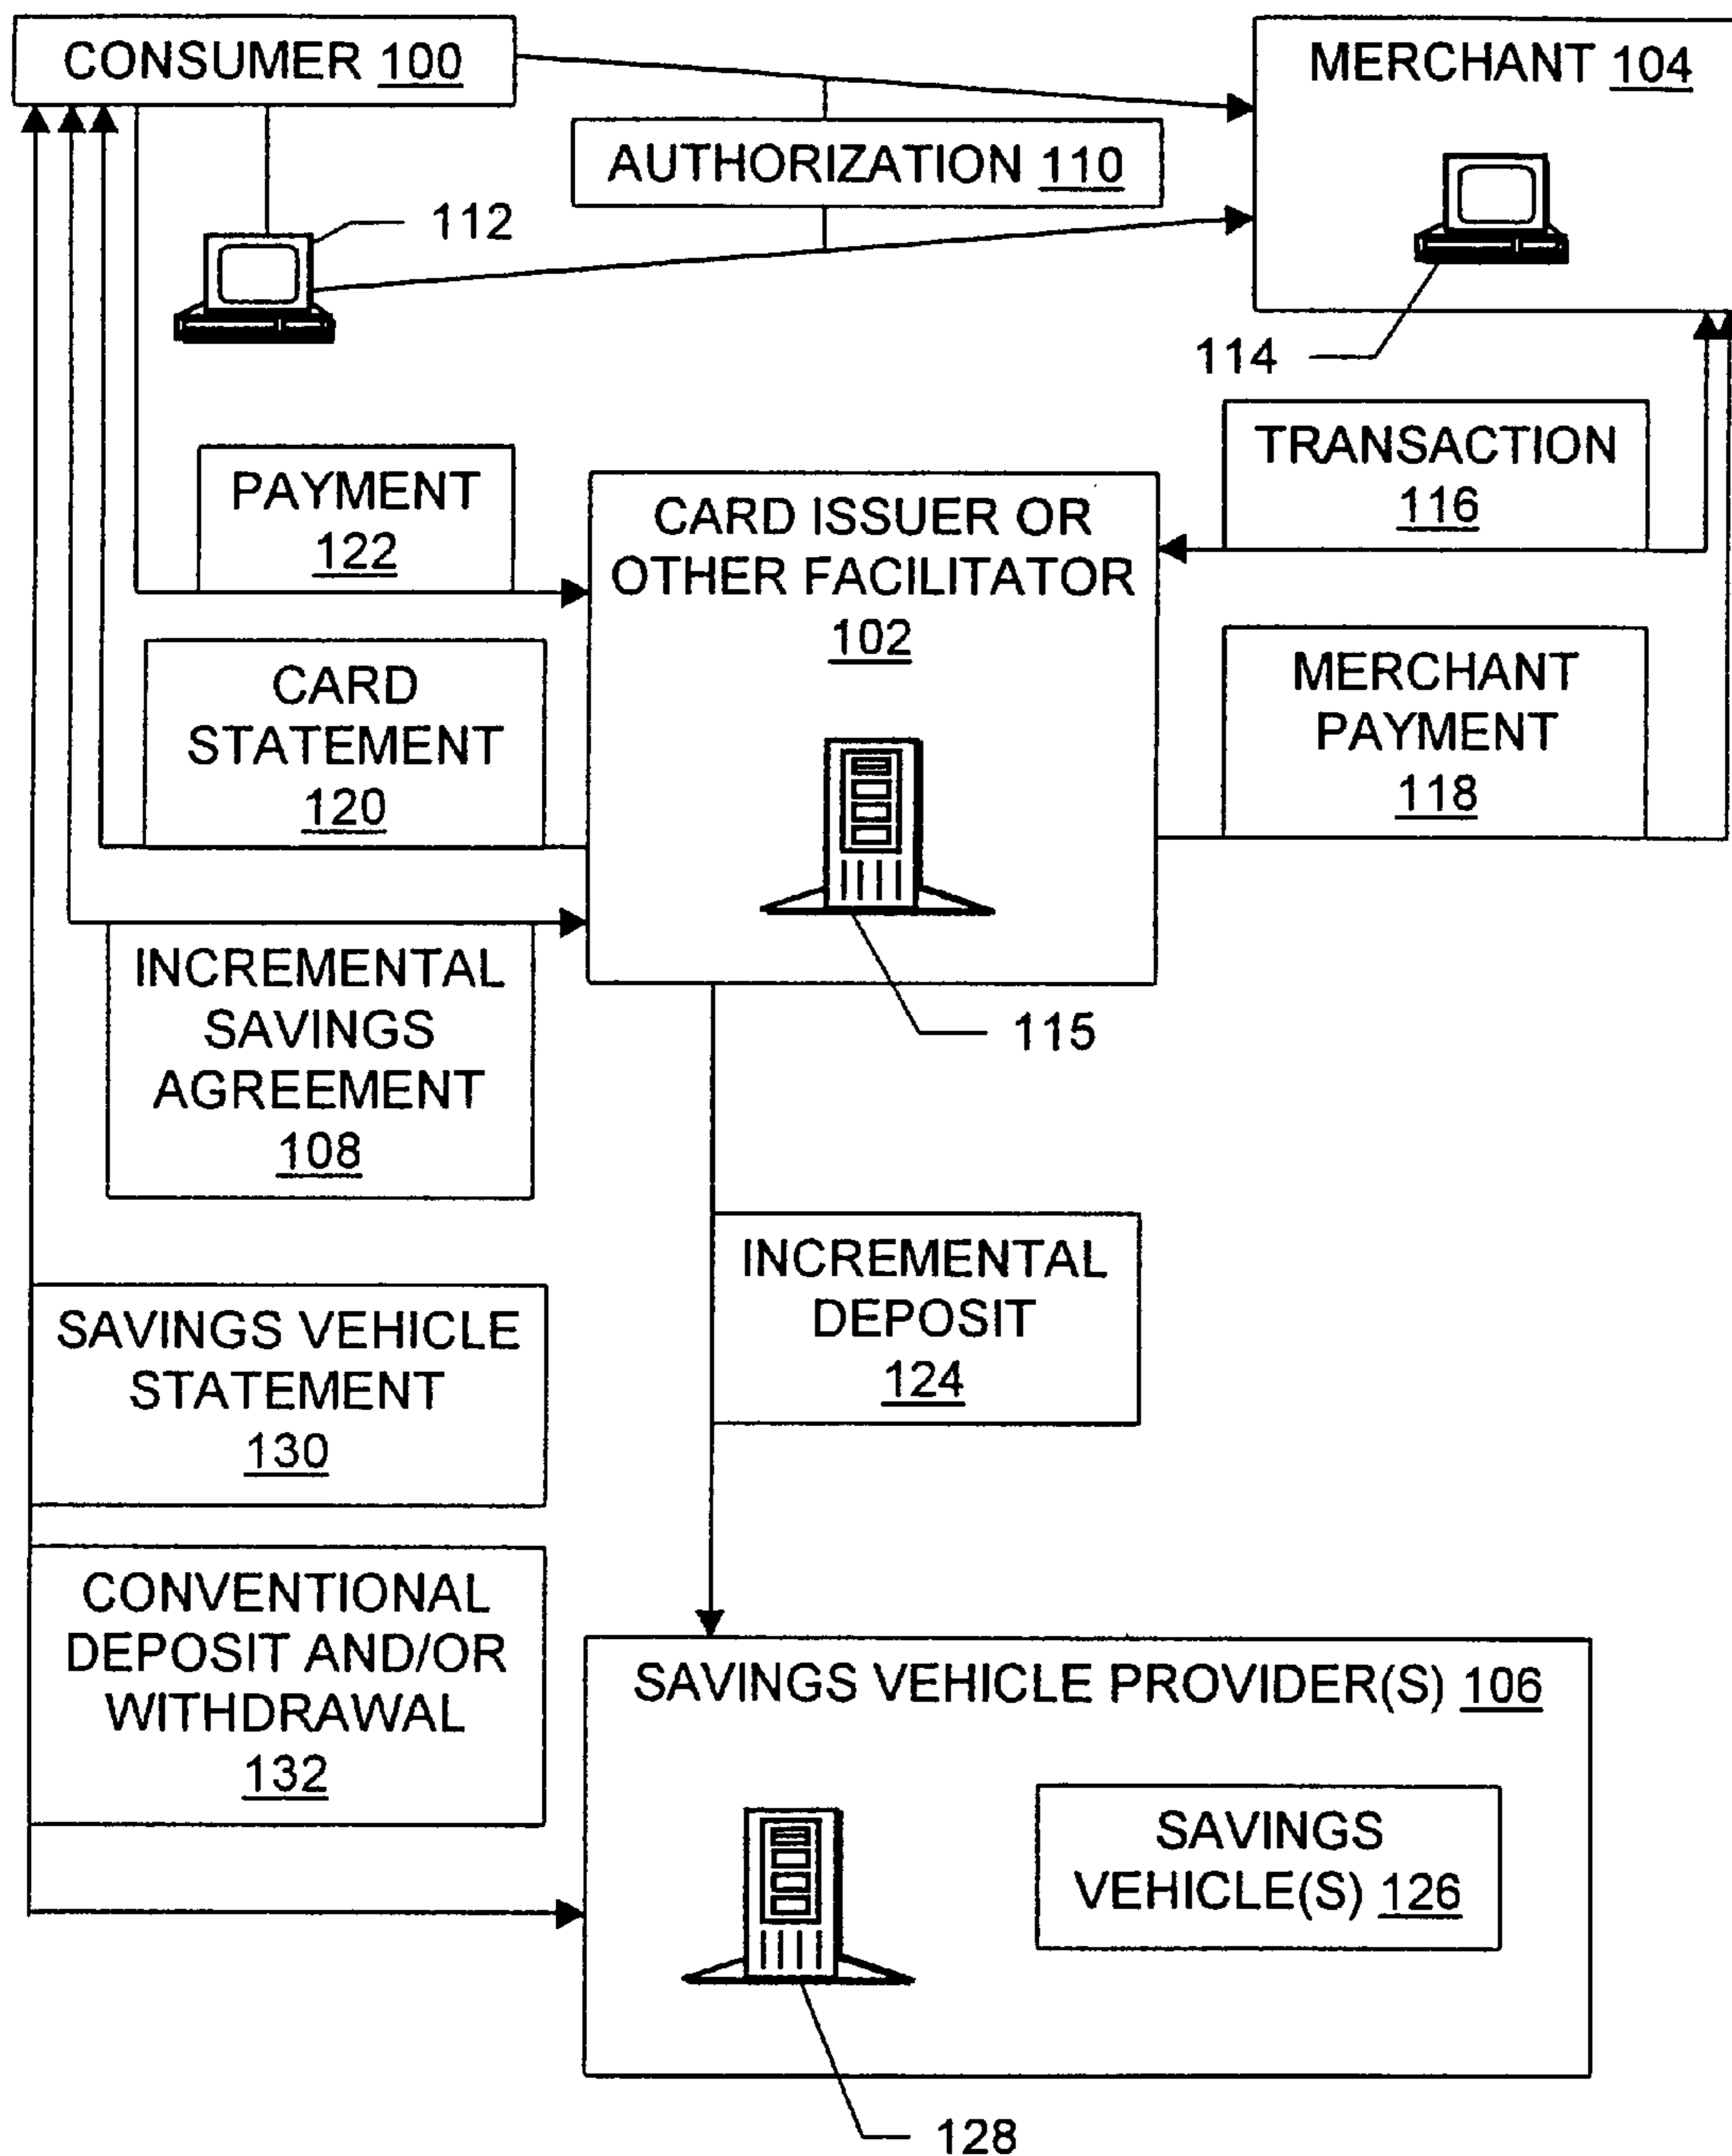 CONSUMER 100
MERCHANT 104
AUTHORIZATION 110
112
114
PAYMENT
122
CARD ISSUER OR
OTHER FACILITATOR
102
TRANSACTION
116
CARD
STATEMENT
120
MERCHANT
PAYMENT
118
INCREMENTAL
SAVINGS
AGREEMENT
108
115
INCREMENTAL
DEPOSIT
124
SAVINGS VEHICLE
STATEMENT
130
CONVENTIONAL
DEPOSIT AND/OR
WITHDRAWAL
132
SAVINGS VEHICLE PROVIDER(S) 106
SAVINGS
VEHICLE(S) 126
128